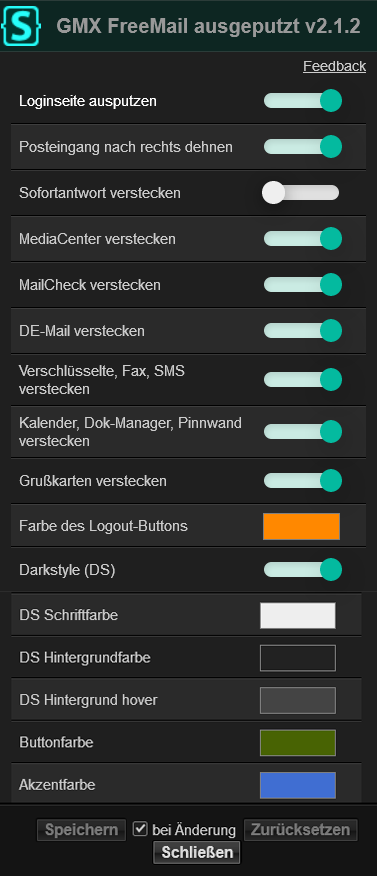 GMX FreeMail ausgeputzt v2.1.2
Feedback
Loginseite ausputzen
Posteingang nach rechts dehnen
Sofortantwort verstecken
MediaCenter verstecken
MailCheck verstecken
DE-Mail verstecken
Verschlüsselte, Fax, SMS
verstecken
Kalender, Dok-Manager, Pinnwand
verstecken
Grußkarten verstecken
Farbe des Logout-Buttons
Darkstyle (DS)
DS Schriftfarbe
DS Hintergrundfarbe
DS Hintergrund hover
Buttonfarbe
Akzentfarbe
Speichern bei Änderung Zurücksetzen
Schließen